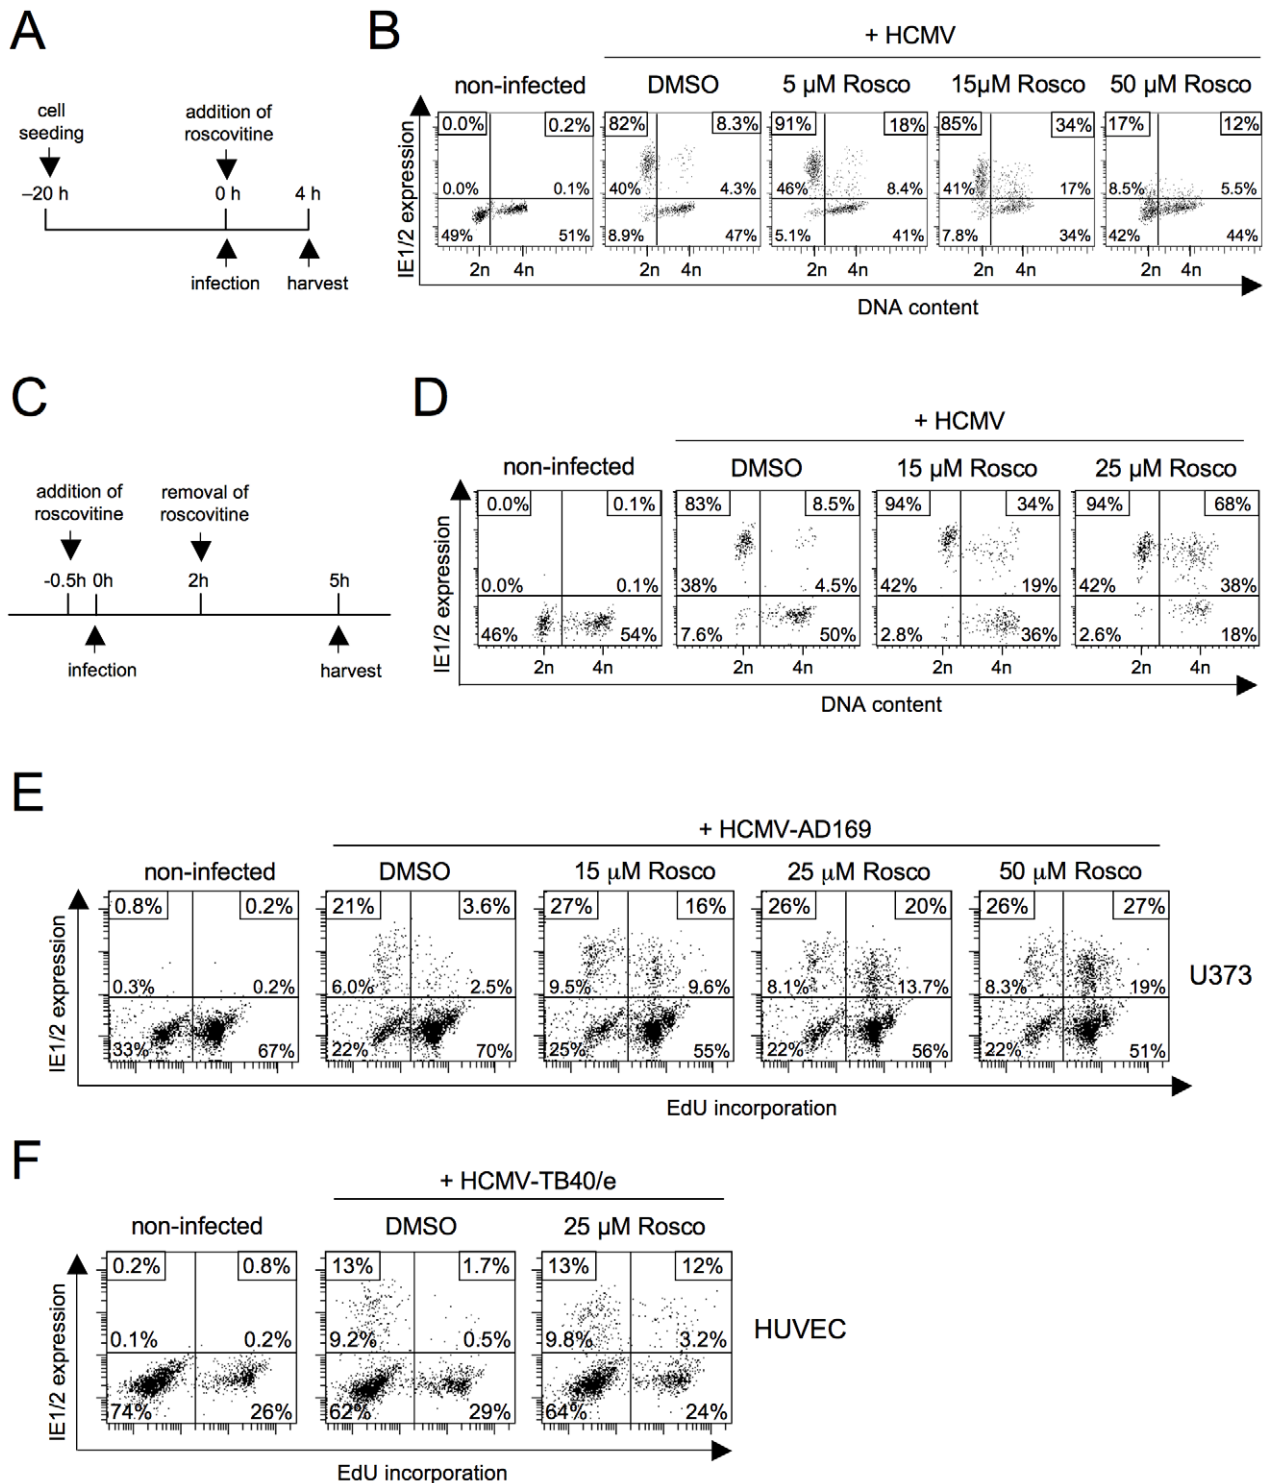 A
cell
seeding
addition of
roscovitine
–20 h
0 h
4 h
infection
harvest
B
+ HCMV
non-infected
DMSO
5 µM Rosco
15µM Rosco
50 µM Rosco
IE1/2 expression
0.0% 0.2% 82% 8.3% 91% 18% 85% 34% 17% 12%
0.0% 0.1% 40% 4.3% 46% 8.4% 41% 17% 8.5% 5.5%
49% 51% 8.9% 47% 5.1% 41% 7.8% 34% 42% 44%
2n 4n 2n 4n 2n 4n 2n 4n 2n 4n
DNA content
C
addition of
roscovitine
removal of
roscovitine
-0.5h 0h 2h 5h
infection
harvest
D
+ HCMV
non-infected
DMSO
15 µM Rosco
25 µM Rosco
IE1/2 expression
0.0% 0.1% 83% 8.5% 94% 34% 94% 68%
0.0% 0.1% 38% 4.5% 42% 19% 42% 38%
46% 54% 7.6% 50% 2.8% 36% 2.6% 18%
2n 4n 2n 4n 2n 4n 2n 4n
DNA content
E
+ HCMV-AD169
non-infected
DMSO
15 µM Rosco
25 µM Rosco
50 µM Rosco
IE1/2 expression
0.8% 0.2% 21% 3.6% 27% 16% 26% 20% 26% 27%
0.3% 0.2% 6.0% 2.5% 9.5% 9.6% 8.1% 13.7% 8.3% 19%
33% 67% 22% 70% 25% 55% 22% 56% 22% 51%
U373
EdU incorporation
F
+ HCMV-TB40/e
non-infected
DMSO
25 µM Rosco
IE1/2 expression
0.2% 0.8% 13% 1.7% 13% 12%
0.1% 0.2% 9.2% 0.5% 9.8% 3.2%
74% 26% 62% 29% 64% 24%
HUVEC
EdU incorporation